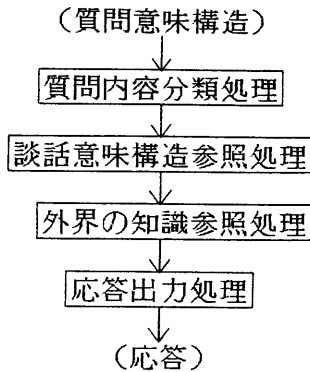 (質問意味構造)
質問内容分類処理
談話意味構造参照処理
外界の知識参照処理
応答出力処理
(応答)